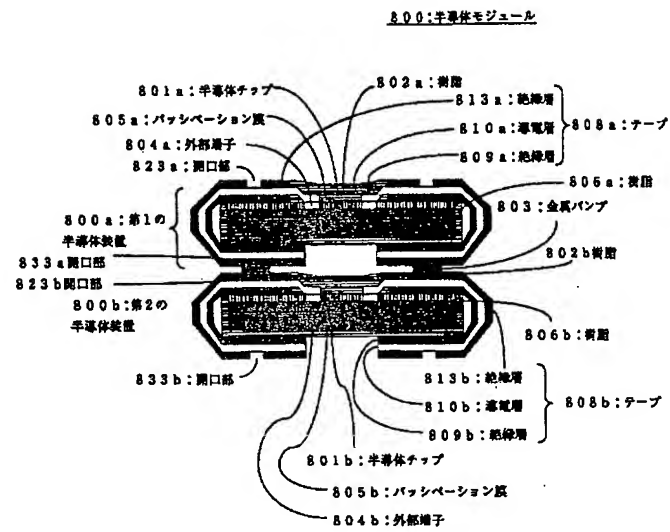 800:半導体モジュール
801a:半導体チップ
802a:樹脂
805a:パッシベーション膜
813a:絶縁層
804a:外部端子
810a:導電層
808a:テープ
823a:開口部
809a:絶縁層
806a:樹脂
800a:第1の
半導体装置
803:金属バンプ
802b樹脂
833a開口部
823b開口部
800b:第2の
半導体装置
806b:樹脂
833b:開口部
813b:絶縁層
810b:導電層
808b:テープ
809b:絶縁層
801b:半導体チップ
805b:パッシベーション膜
804b:外部端子